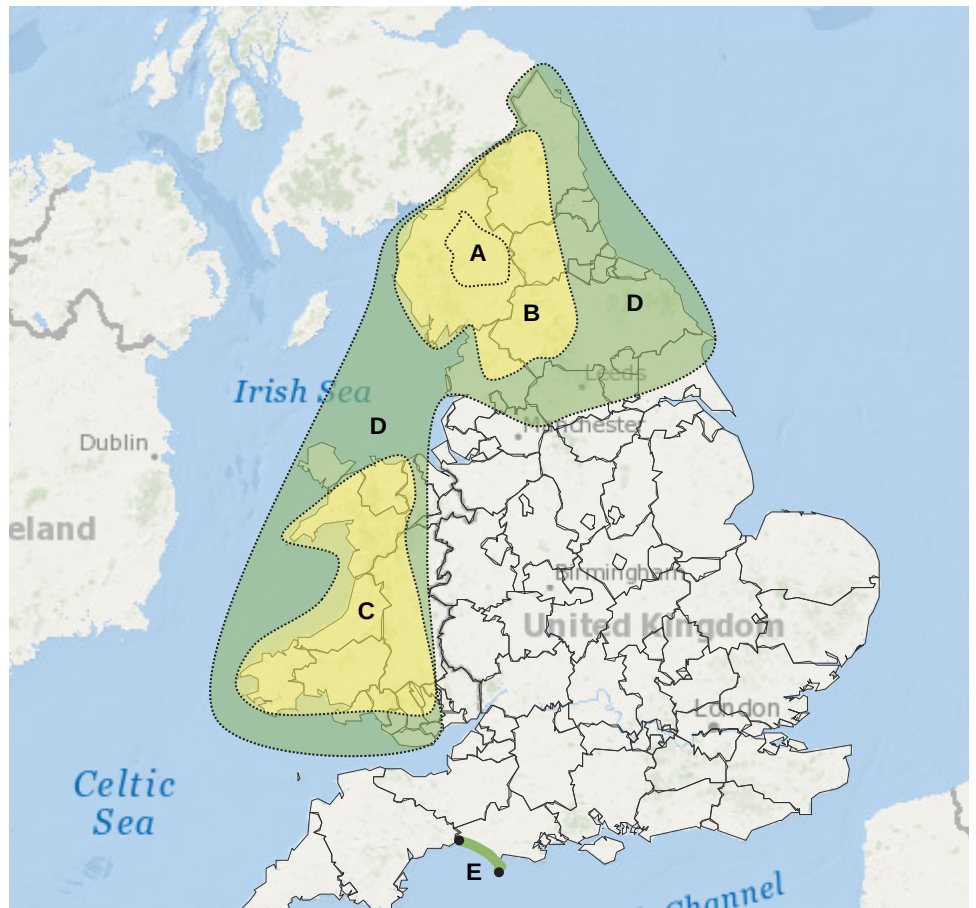 A
B
D
Leeds
Irish Sea
D
Manchester
Dublin
eland
Birmingham
C
United Kingdom
London
Celtic
Sea
E
Channel